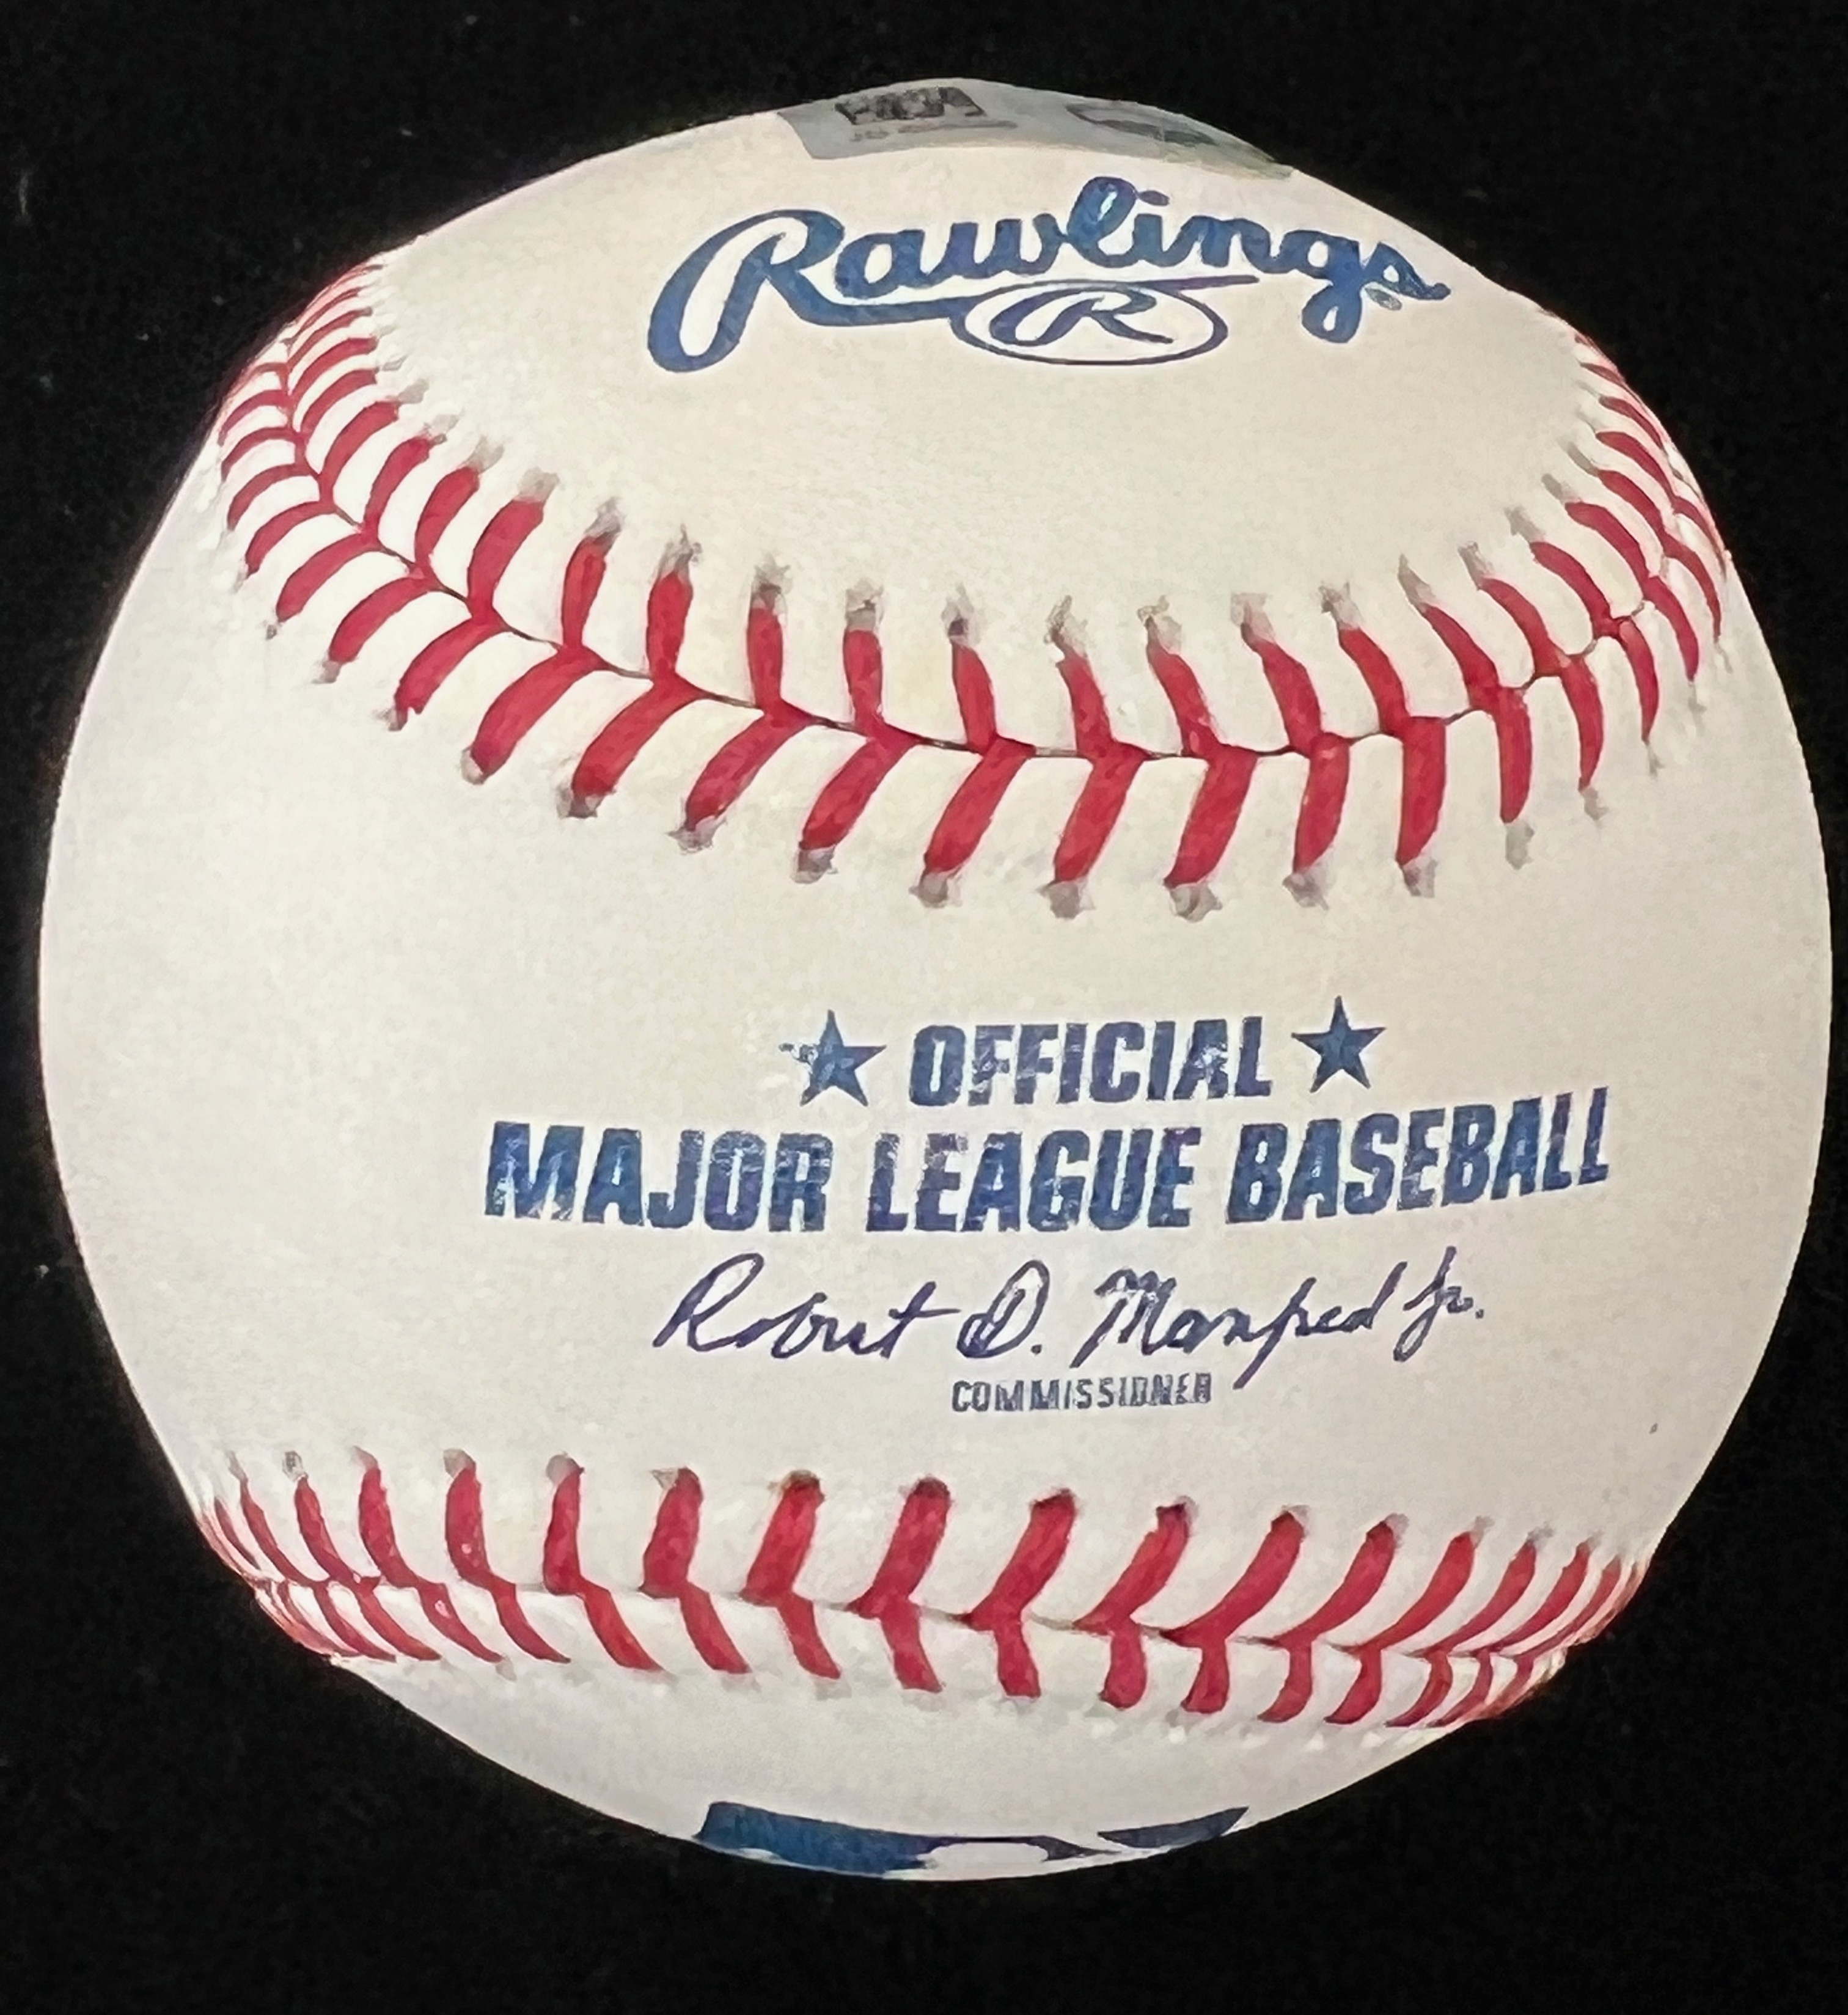 Rawlings
R
★ OFFICIAL ★
MAJOR LEAGUE BASEBALL
Robert D. Manfred Jr.
COMMISSIONER